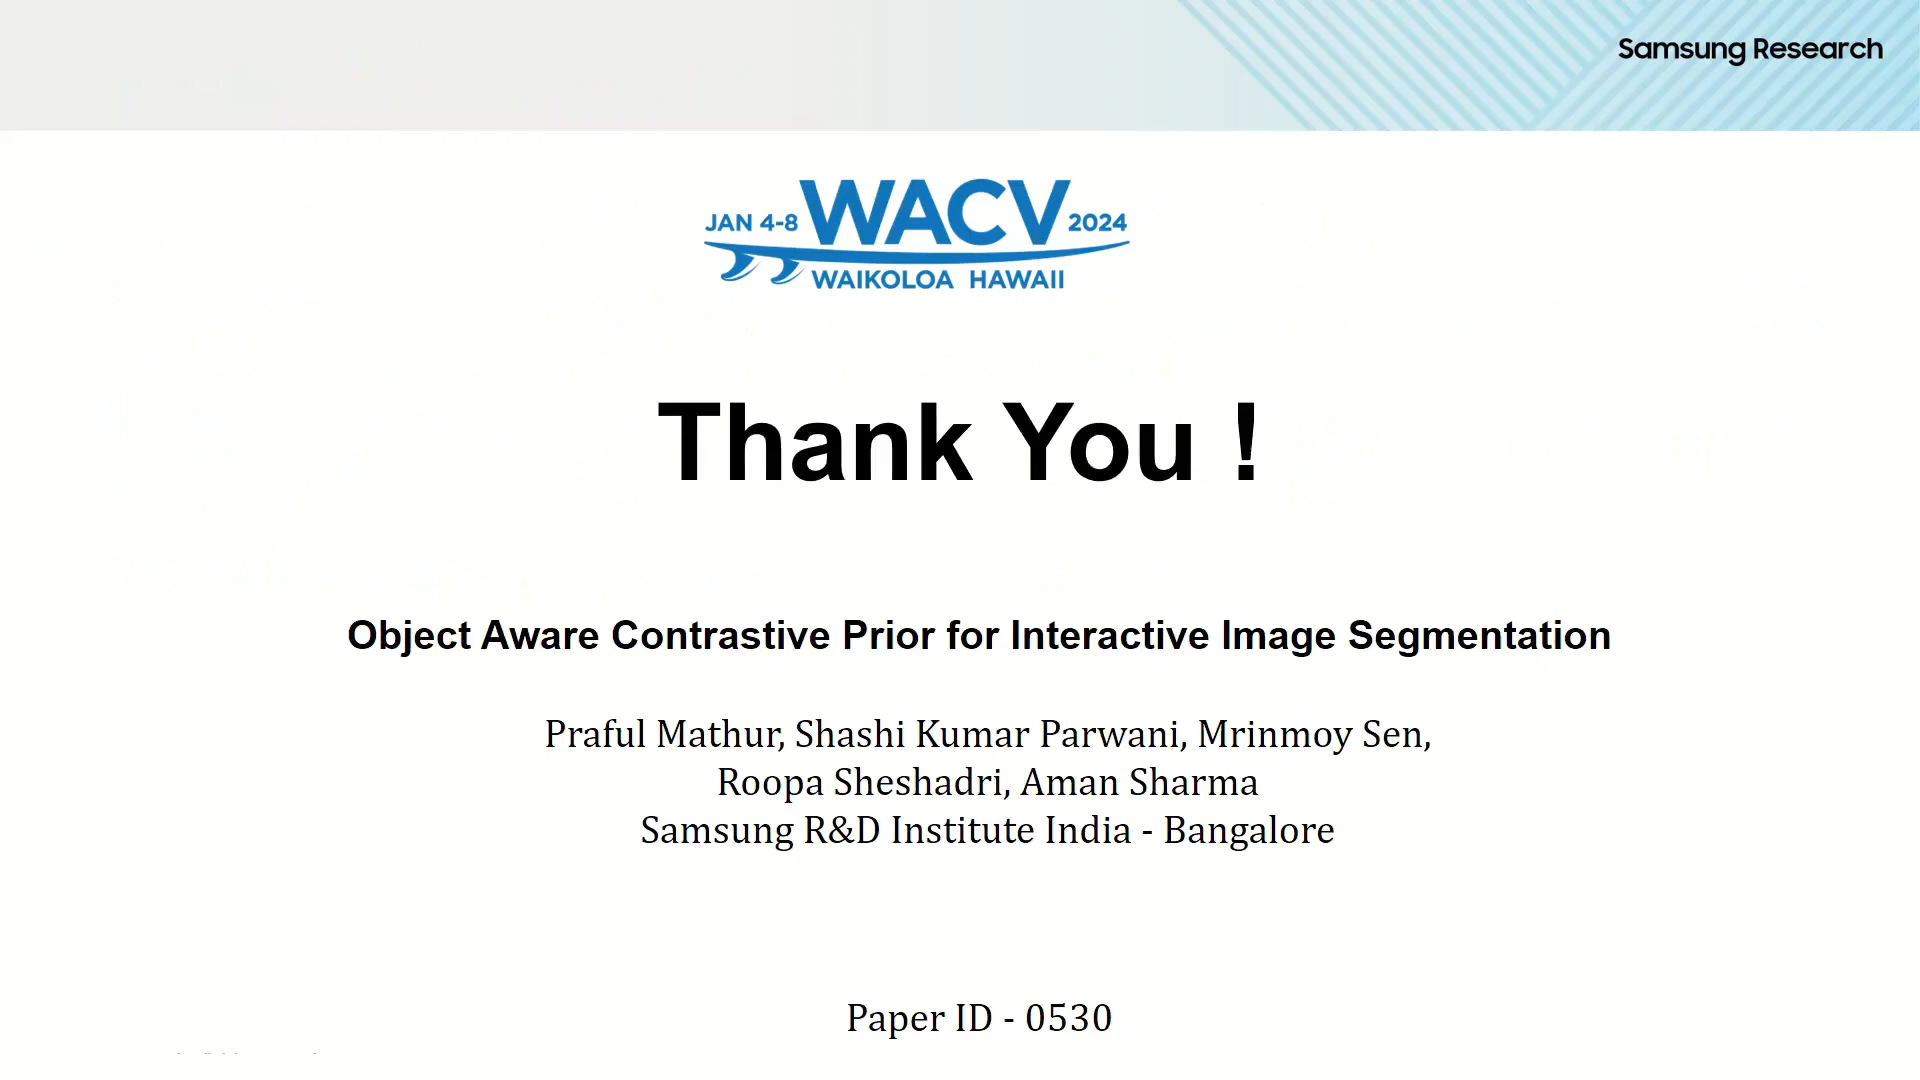 Samsung Research
JAN 4-8 WACV 2024
WAIKOLOA HAWAII
Thank You !
Object Aware Contrastive Prior for Interactive Image Segmentation
Praful Mathur, Shashi Kumar Parwani, Mrinmoy Sen,
Roopa Sheshadri, Aman Sharma
Samsung R&D Institute India - Bangalore
Paper ID - 0530